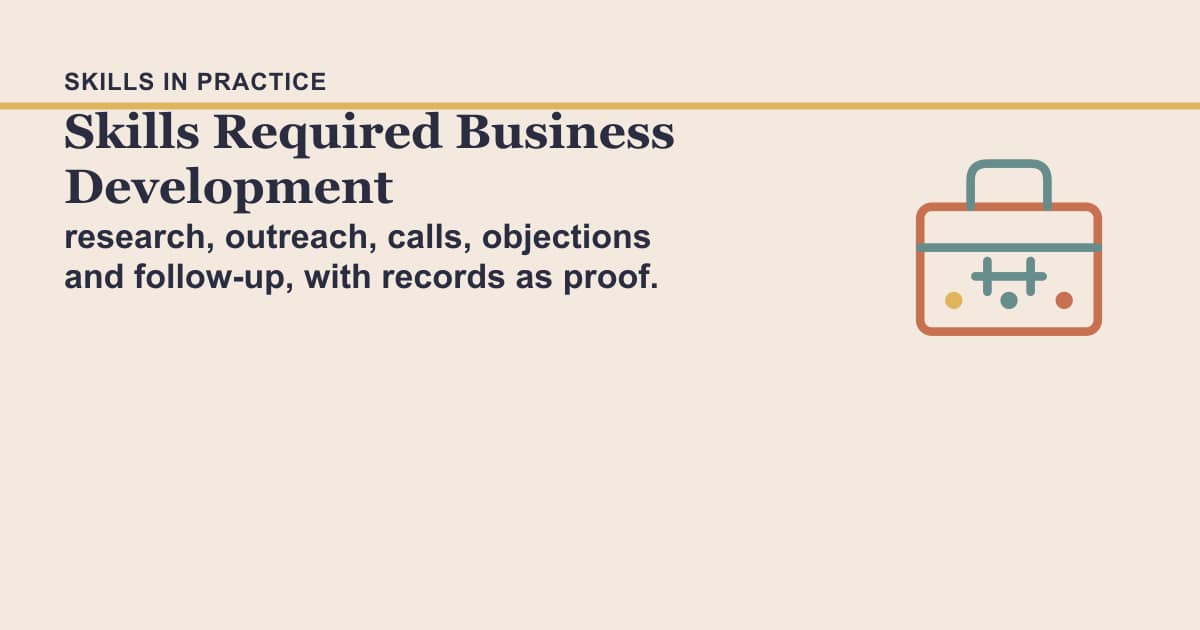 SKILLS IN PRACTICE
Skills Required Business
Development
research, outreach, calls, objections
and follow-up, with records as proof.